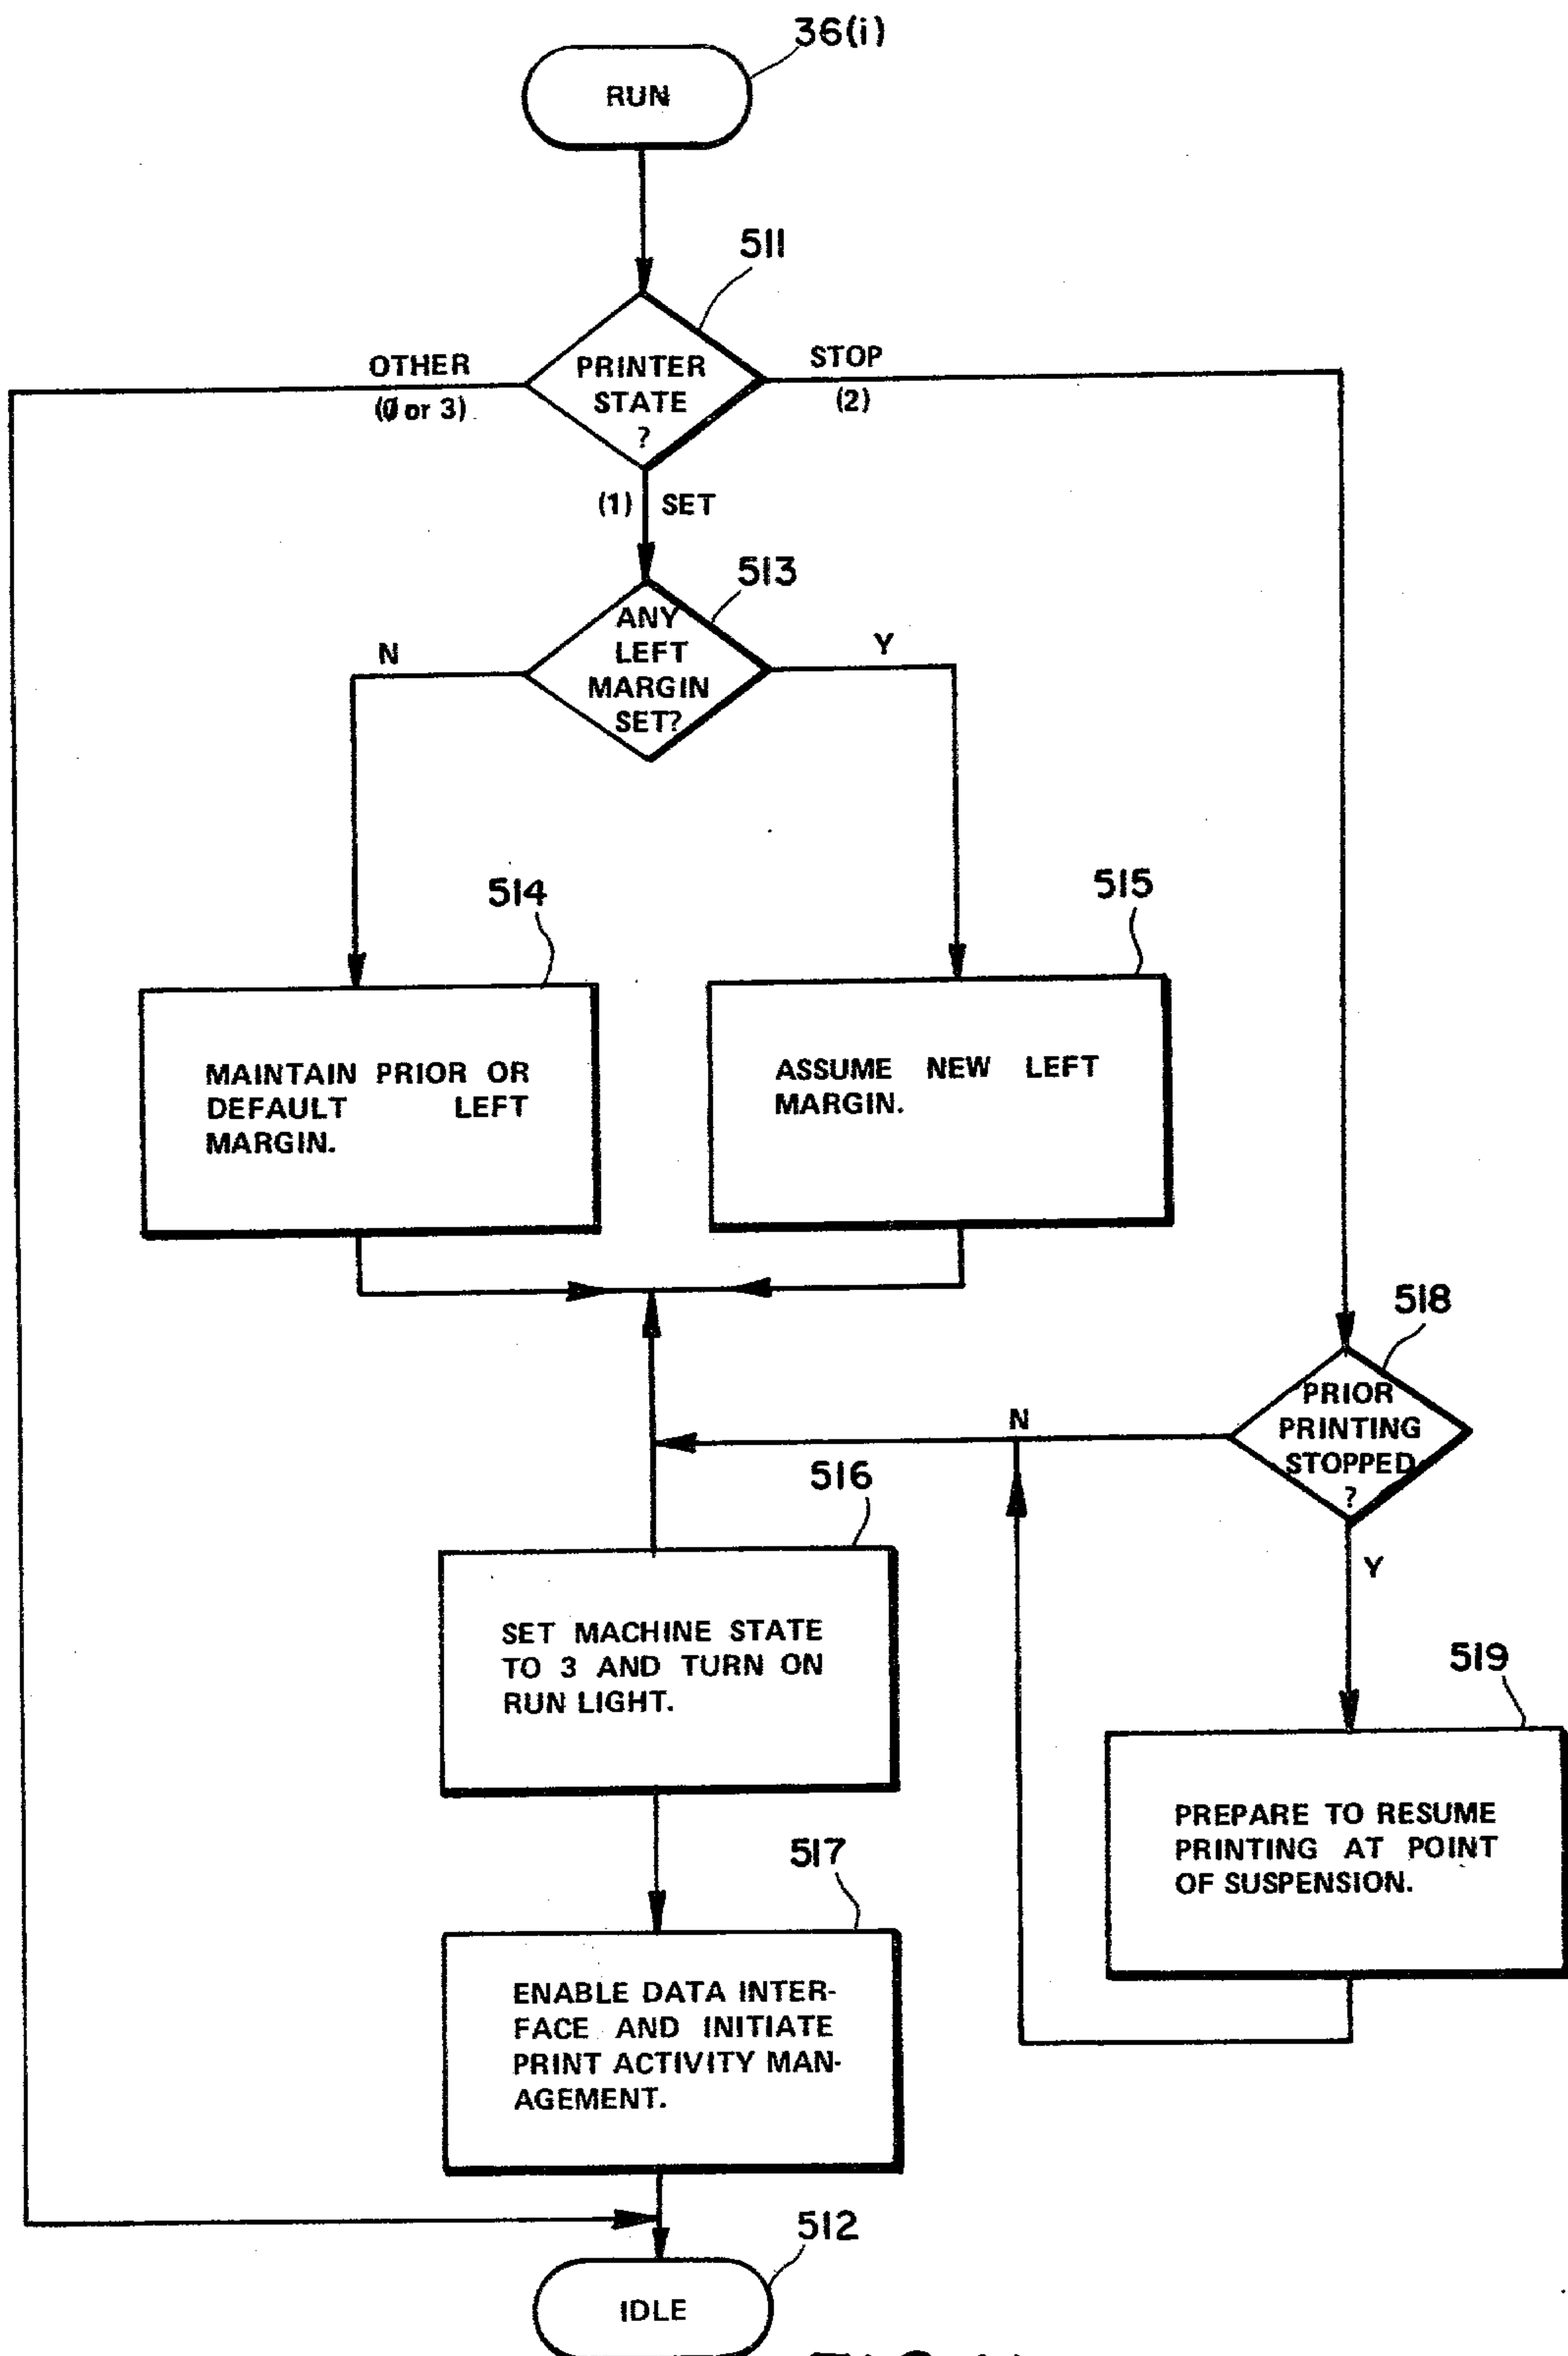 36(i)
RUN
511
OTHER
(0 or 3)
PRINTER
STATE
?
STOP
(2)
(1) SET
513
N
ANY
LEFT
MARGIN
SET?
Y
514
515
MAINTAIN PRIOR OR
DEFAULT LEFT
MARGIN.
ASSUME NEW LEFT
MARGIN.
518
PRIOR
PRINTING
STOPPED
?
N
Y
516
SET MACHINE STATE
TO 3 AND TURN ON
RUN LIGHT.
519
PREPARE TO RESUME
PRINTING AT POINT
OF SUSPENSION.
517
ENABLE DATA INTER-
FACE AND INITIATE
PRINT ACTIVITY MAN-
AGEMENT.
512
IDLE